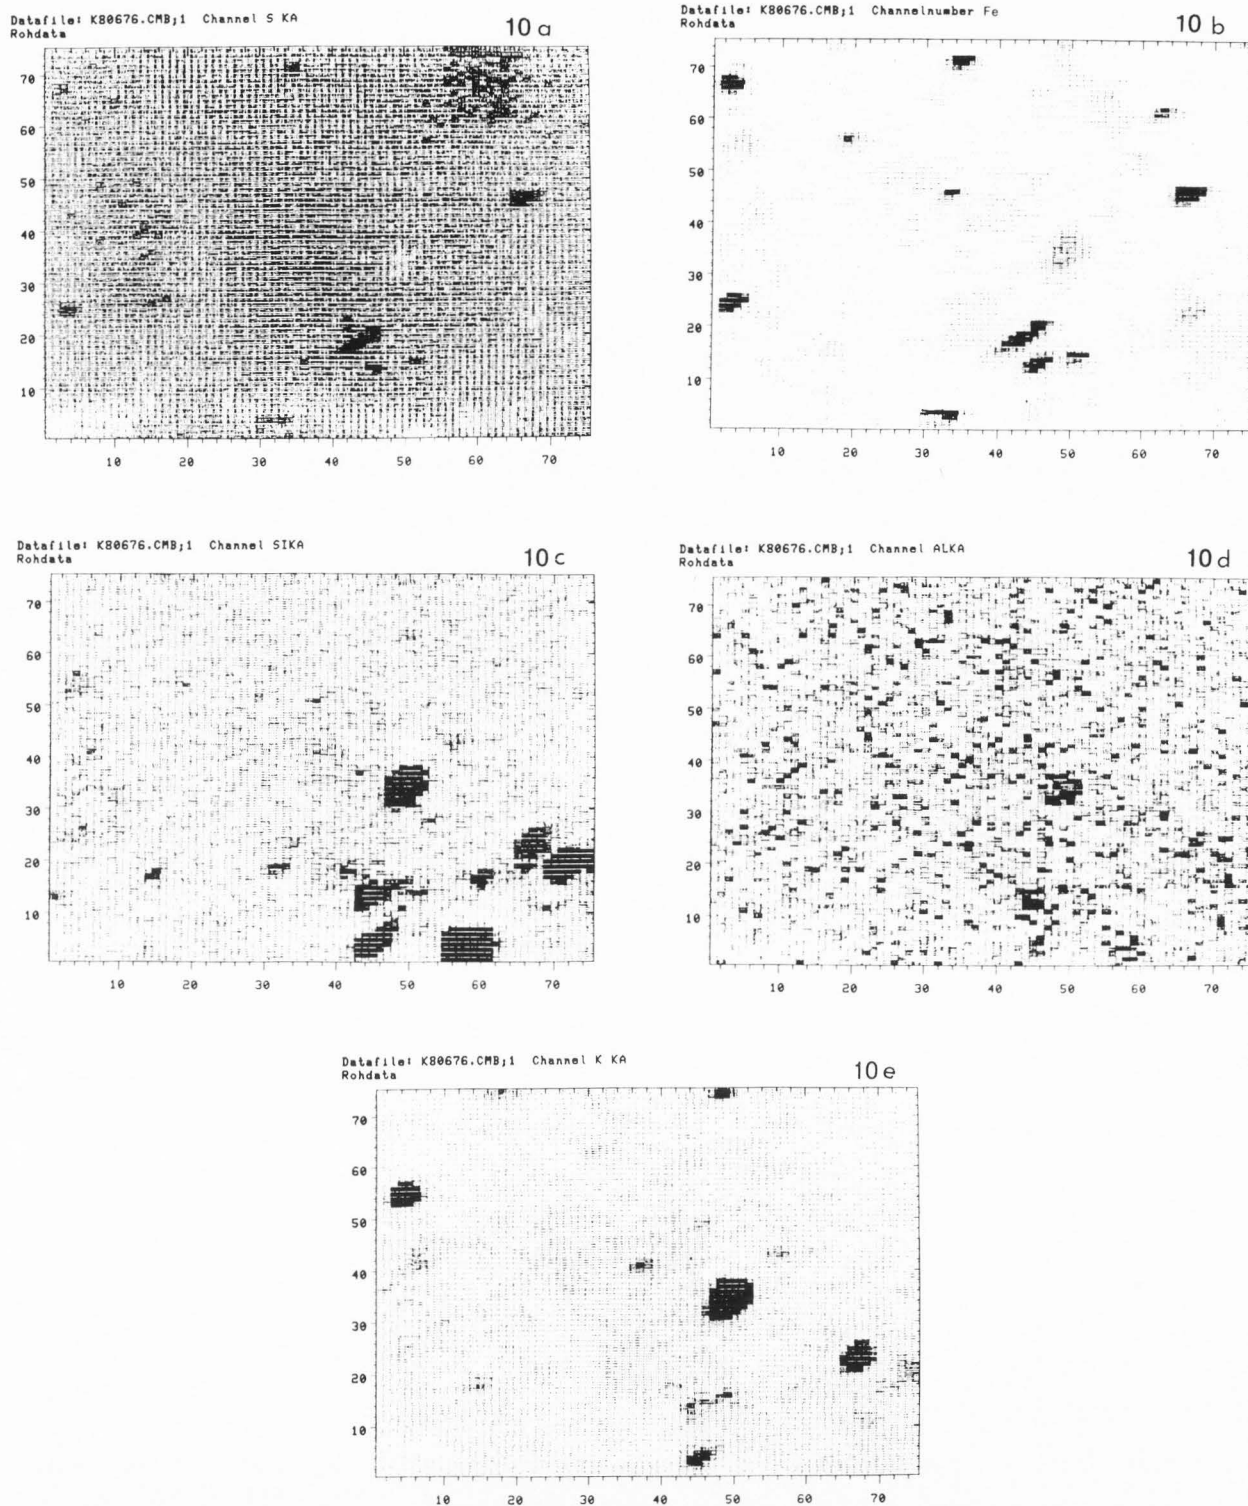 Datafile: K80676.CMB;1 Channel S KA
Rohdata
10 a
70
60
50
40
30
20
10
10 20 30 40 50 60 70
Datafile: K80676.CMB;1 Channelnumber Fe
Rohdata
10 b
70
60
50
40
30
20
10
10 20 30 40 50 60 70
Datafile: K80676.CMB;1 Channel SIKA
Rohdata
10 c
70
60
50
40
30
20
10
10 20 30 40 50 60 70
Datafile: K80676.CMB;1 Channel ALKA
Rohdata
10 d
70
60
50
40
30
20
10
10 20 30 40 50 60 70
Datafile: K80676.CMB;1 Channel K KA
Rohdata
10 e
70
60
50
40
30
20
10
10 20 30 40 50 60 70